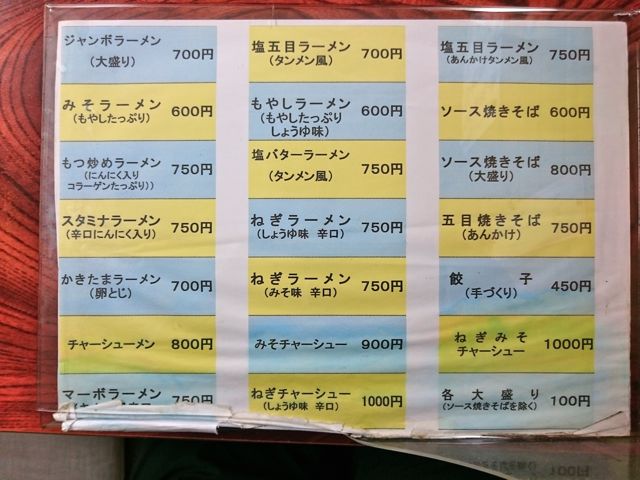 ジャンボラーメン 700円
(大盛り)
みそラーメン 600円
(もやしたっぷり)
もつ炒めラーメン 750円
(にんにく入り
コラーゲンたっぷり))
スタミナラーメン 750円
(辛口にんにく入り)
かきたまラーメン 700円
(卵とじ)
チャーシューメン 800円
マーボラーメン 750円
塩五目ラーメン 700円
(タンメン風)
もやしラーメン 600円
(もやしたっぷり
しょうゆ味)
塩バターラーメン 750円
(タンメン風)
ねぎラーメン 750円
(しょうゆ味 辛口)
ねぎラーメン 750円
(みそ味 辛口)
みそチャーシュー 900円
ねぎチャーシュー 1000円
(しょうゆ味 辛口)
塩五目ラーメン 750円
(あんかけタンメン風)
ソース焼きそば 600円
ソース焼きそば 800円
(大盛り)
五目焼きそば 750円
(あんかけ)
餃子 450円
(手づくり)
ねぎみそ 1000円
チャーシュー
各大盛り 100円
(ソース焼きそばを除く)